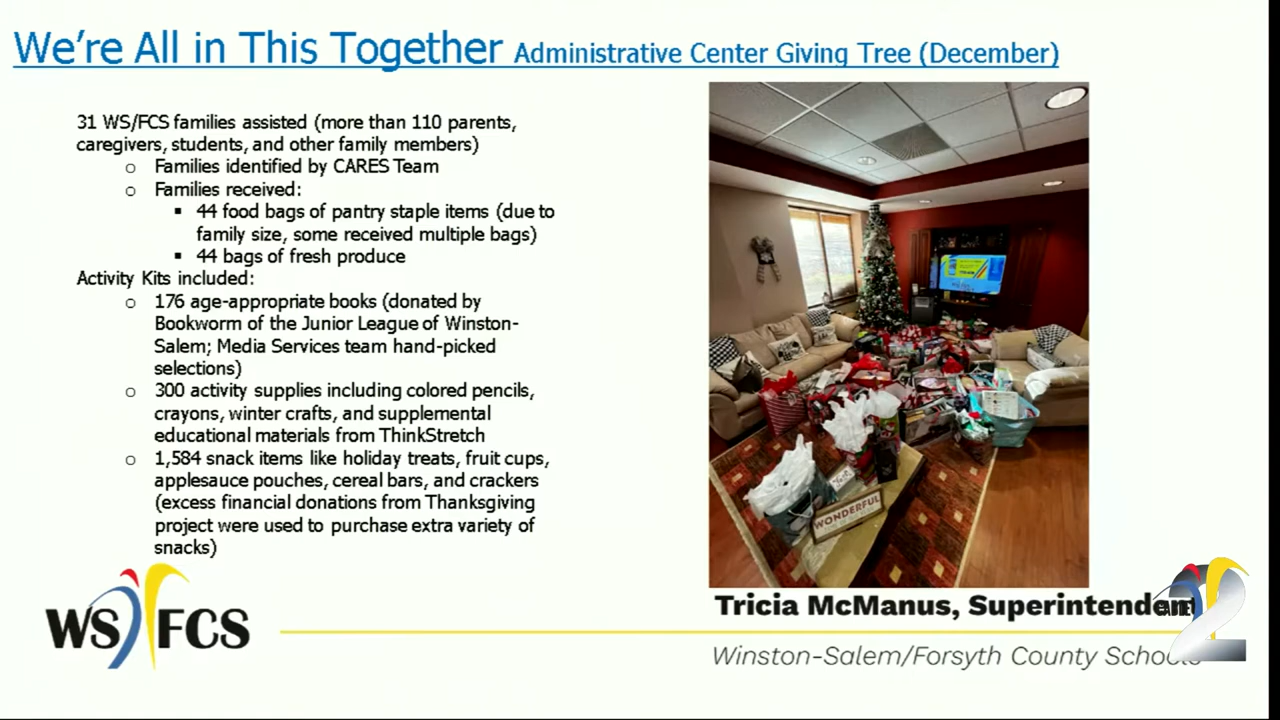 We're All in This Together Administrative Center Giving Tree (December)
31 WS/FCS families assisted (more than 110 parents,
caregivers, students, and other family members)
o Families identified by CARES Team
o Families received:
▪ 44 food bags of pantry staple items (due to
family size, some received multiple bags)
▪ 44 bags of fresh produce
Activity Kits included:
o 176 age-appropriate books (donated by
Bookworm of the Junior League of Winston-
Salem; Media Services team hand-picked
selections)
o 300 activity supplies including colored pencils,
crayons, winter crafts, and supplemental
educational materials from ThinkStretch
o 1,584 snack items like holiday treats, fruit cups,
applesauce pouches, cereal bars, and crackers
(excess financial donations from Thanksgiving
project were used to purchase extra variety of
snacks)
WONDERFUL
WS/FCS
Tricia McManus, Superintendent
Winston-Salem/Forsyth County Schools
2